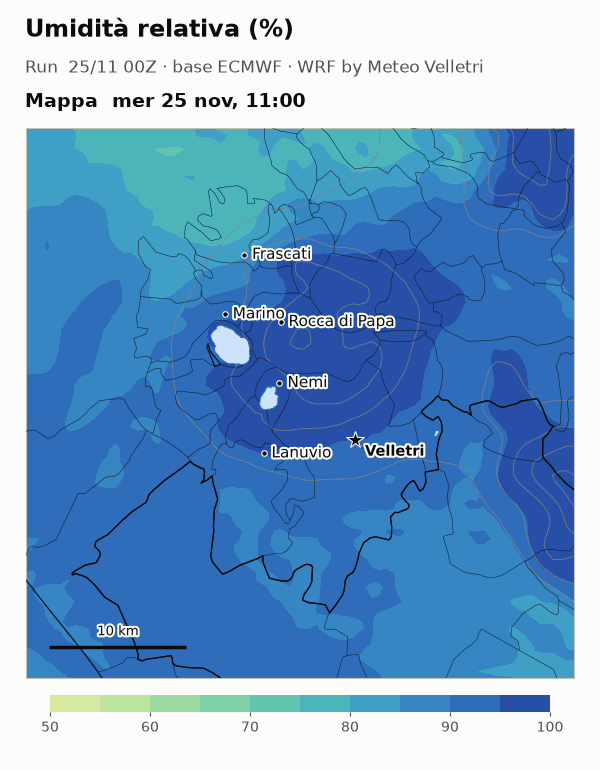 Umidità relativa (%)
Run  25/11 00Z · base ECMWF · WRF by Meteo Velletri
Mappa  mer 25 nov, 11:00
Frascati
Marino
Rocca di Papa
Nemi
Velletri
Lanuvio
10 km
50 60 70 80 90 100